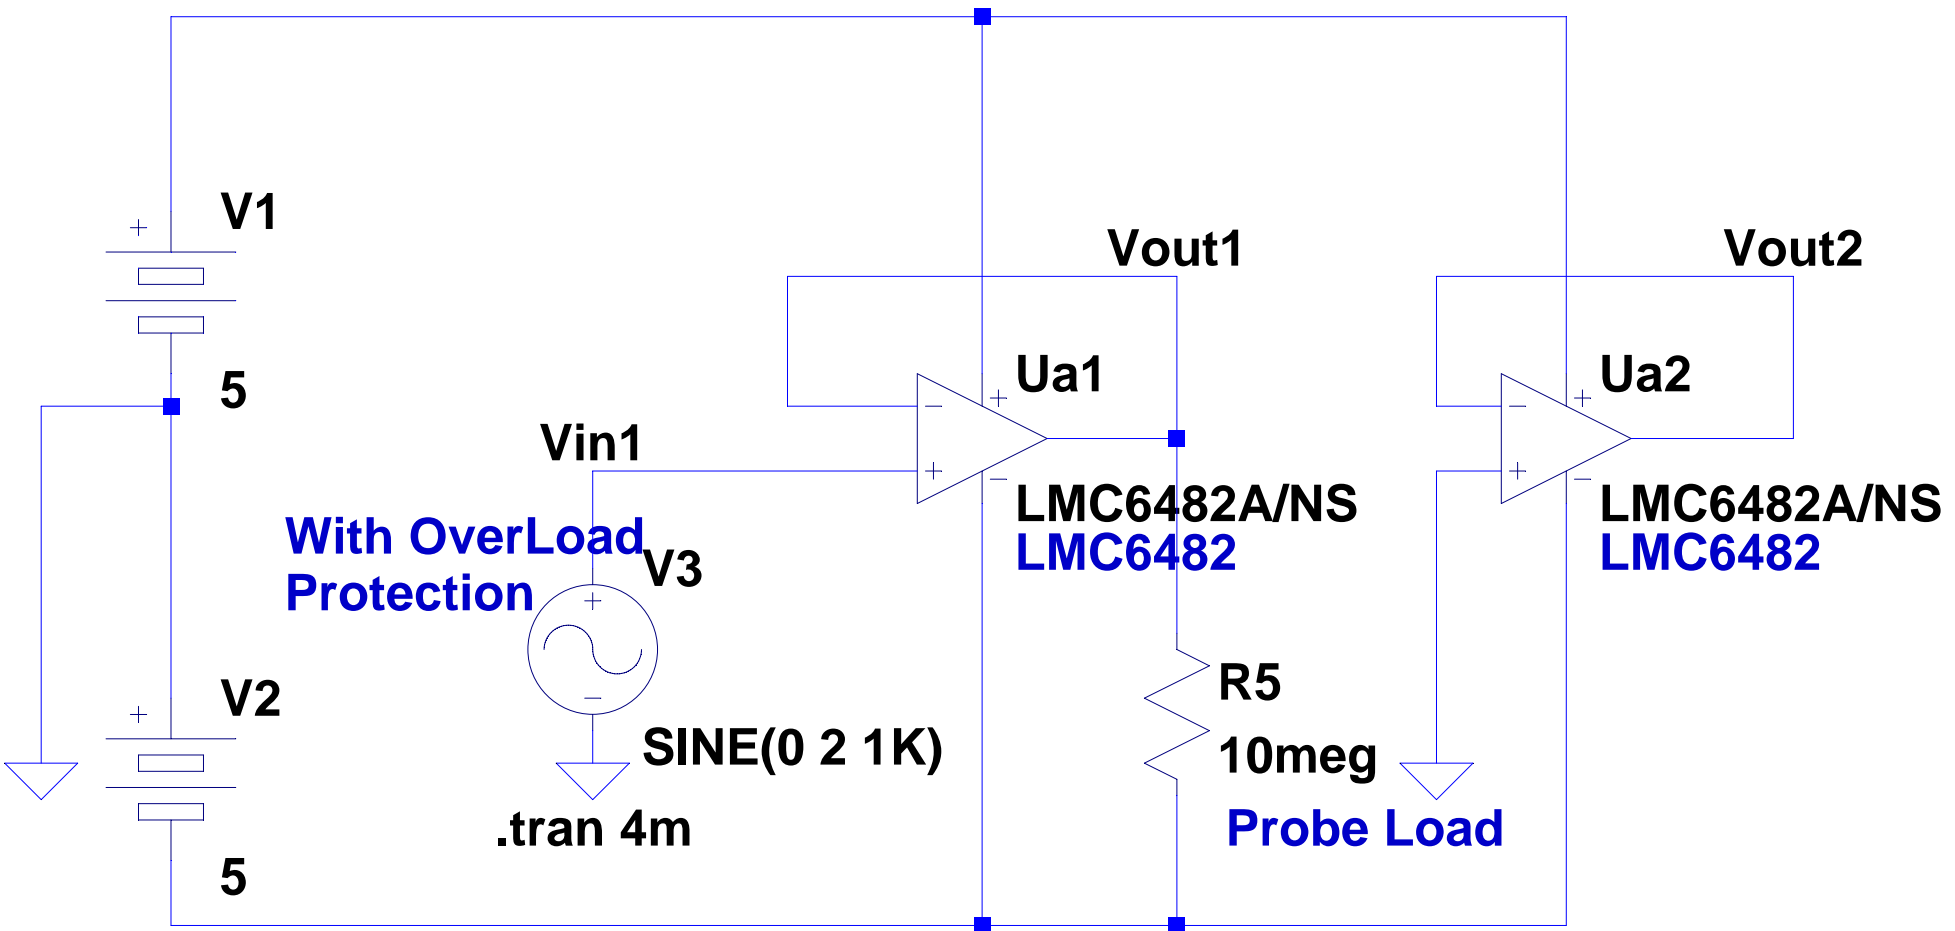 V1
5
V2
5
Vin1
With OverLoad
Protection
V3
SINE(0 2 1K)
.tran 4m
Vout1
Ua1
LMC6482A/NS
LMC6482
R5
10meg
Probe Load
Vout2
Ua2
LMC6482A/NS
LMC6482